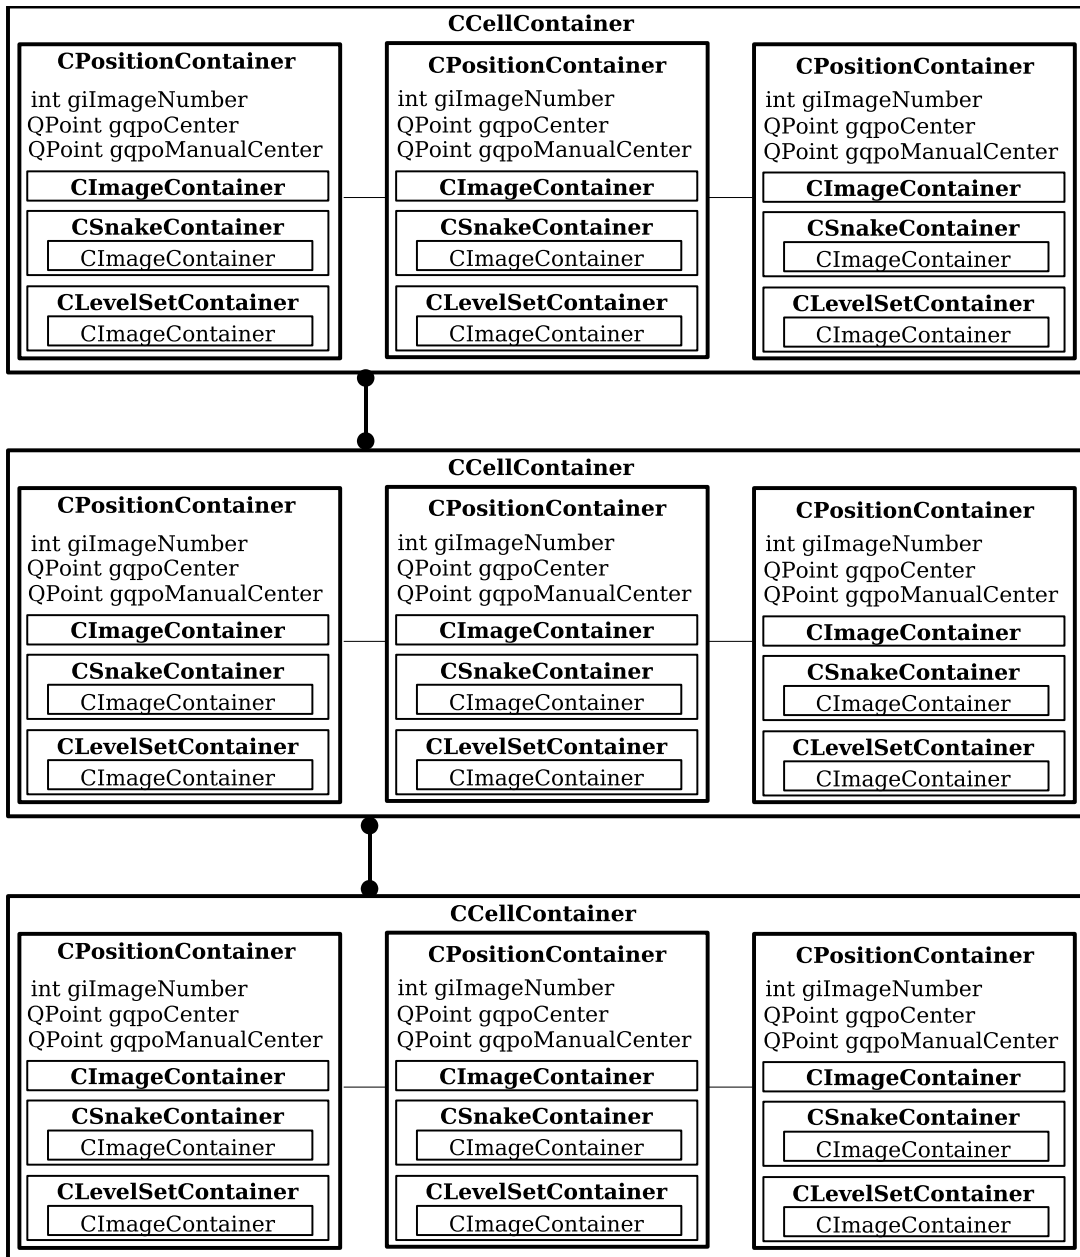 CCellContainer
CPositionContainer
int giImageNumber
QPoint gqpoCenter
QPoint gqpoManualCenter
CImageContainer
CSnakeContainer
CImageContainer
CLevelSetContainer
CImageContainer
CPositionContainer
int giImageNumber
QPoint gqpoCenter
QPoint gqpoManualCenter
CImageContainer
CSnakeContainer
CImageContainer
CLevelSetContainer
CImageContainer
CPositionContainer
int giImageNumber
QPoint gqpoCenter
QPoint gqpoManualCenter
CImageContainer
CSnakeContainer
CImageContainer
CLevelSetContainer
CImageContainer
CCellContainer
CPositionContainer
int giImageNumber
QPoint gqpoCenter
QPoint gqpoManualCenter
CImageContainer
CSnakeContainer
CImageContainer
CLevelSetContainer
CImageContainer
CPositionContainer
int giImageNumber
QPoint gqpoCenter
QPoint gqpoManualCenter
CImageContainer
CSnakeContainer
CImageContainer
CLevelSetContainer
CImageContainer
CPositionContainer
int giImageNumber
QPoint gqpoCenter
QPoint gqpoManualCenter
CImageContainer
CSnakeContainer
CImageContainer
CLevelSetContainer
CImageContainer
CCellContainer
CPositionContainer
int giImageNumber
QPoint gqpoCenter
QPoint gqpoManualCenter
CImageContainer
CSnakeContainer
CImageContainer
CLevelSetContainer
CImageContainer
CPositionContainer
int giImageNumber
QPoint gqpoCenter
QPoint gqpoManualCenter
CImageContainer
CSnakeContainer
CImageContainer
CLevelSetContainer
CImageContainer
CPositionContainer
int giImageNumber
QPoint gqpoCenter
QPoint gqpoManualCenter
CImageContainer
CSnakeContainer
CImageContainer
CLevelSetContainer
CImageContainer